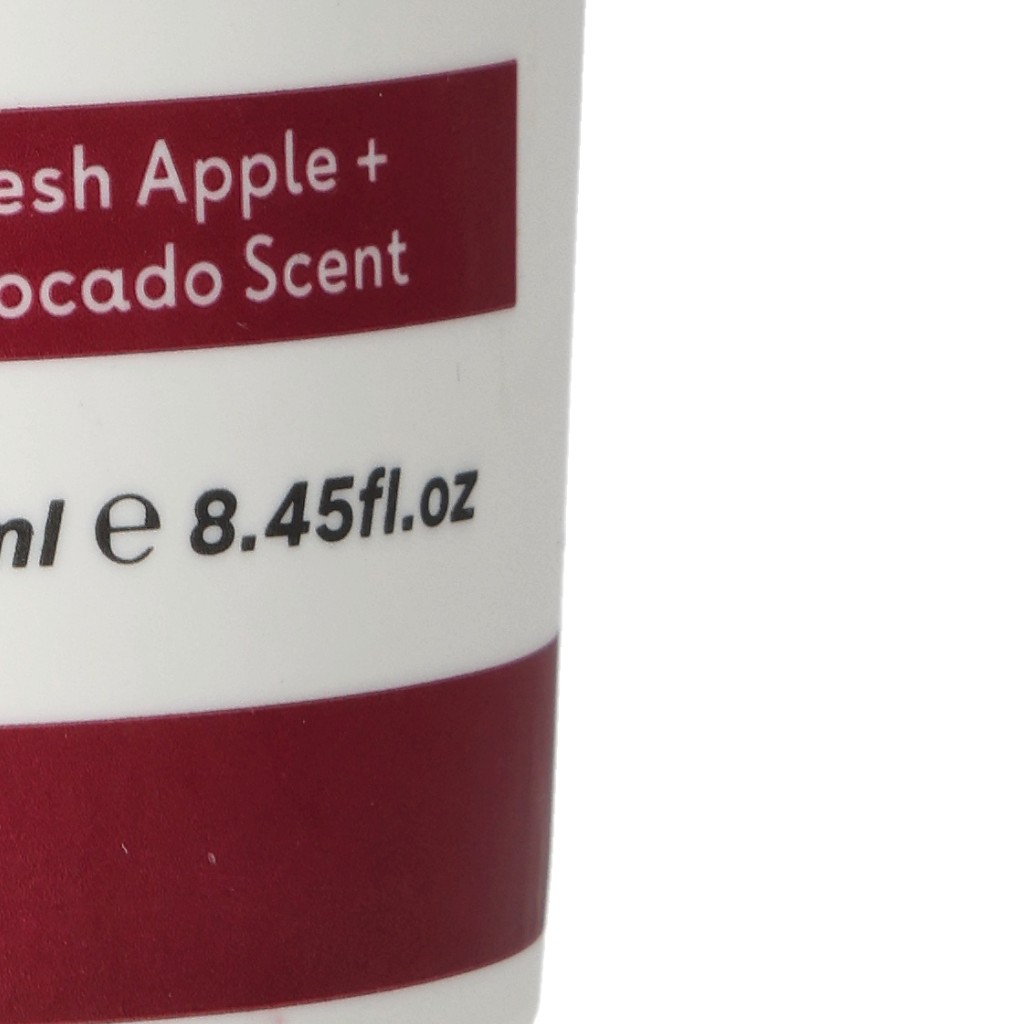 esh Apple +
ocado Scent
ml ℮ 8.45fl.oz